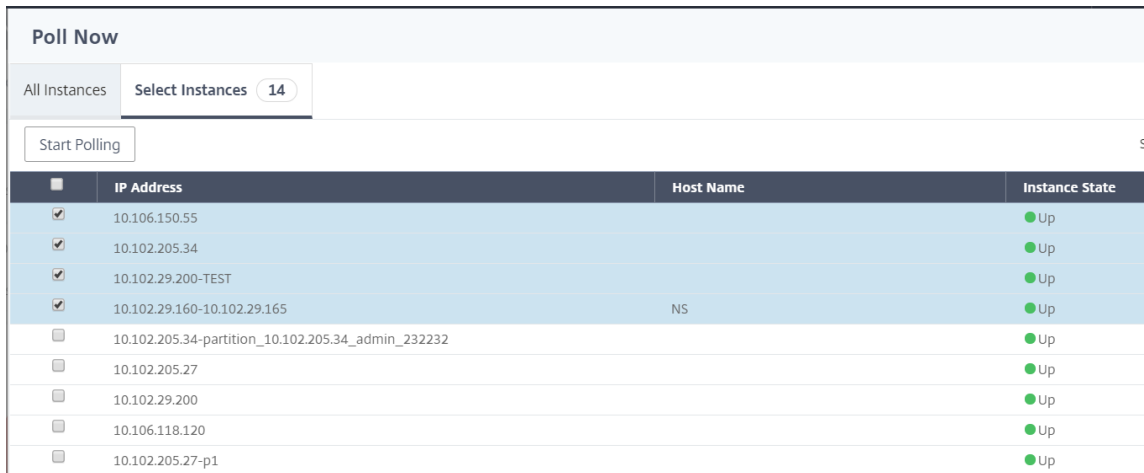 Poll Now
All Instances Select Instances 14
Start Polling
IP Address Host Name Instance State
10.106.150.55 Up
10.102.205.34 Up
10.102.29.200-TEST Up
10.102.29.160-10.102.29.165 NS Up
10.102.205.34-partition_10.102.205.34_admin_232232 Up
10.102.205.27 Up
10.102.29.200 Up
10.106.118.120 Up
10.102.205.27-p1 Up